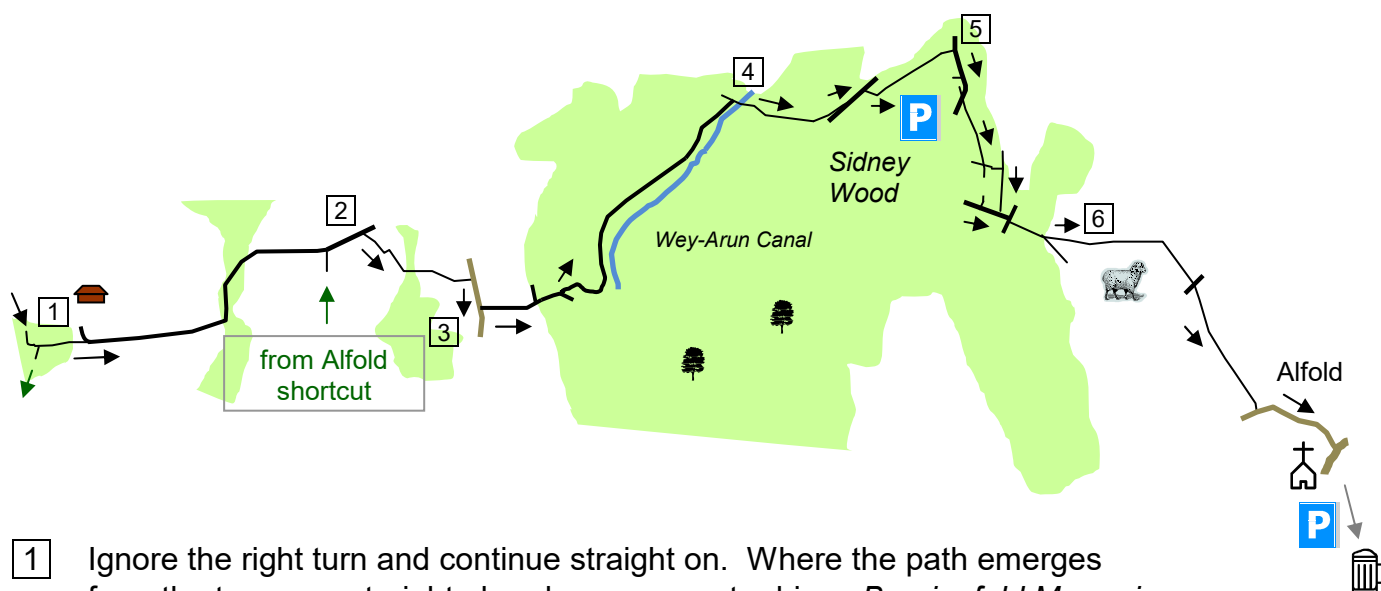 5
4
P
Sidney
Wood
2
6
Wey-Arun Canal
1
3
from Alfold
shortcut
Alfold
P
1 Ignore the right turn and continue straight on. Where the path emerges